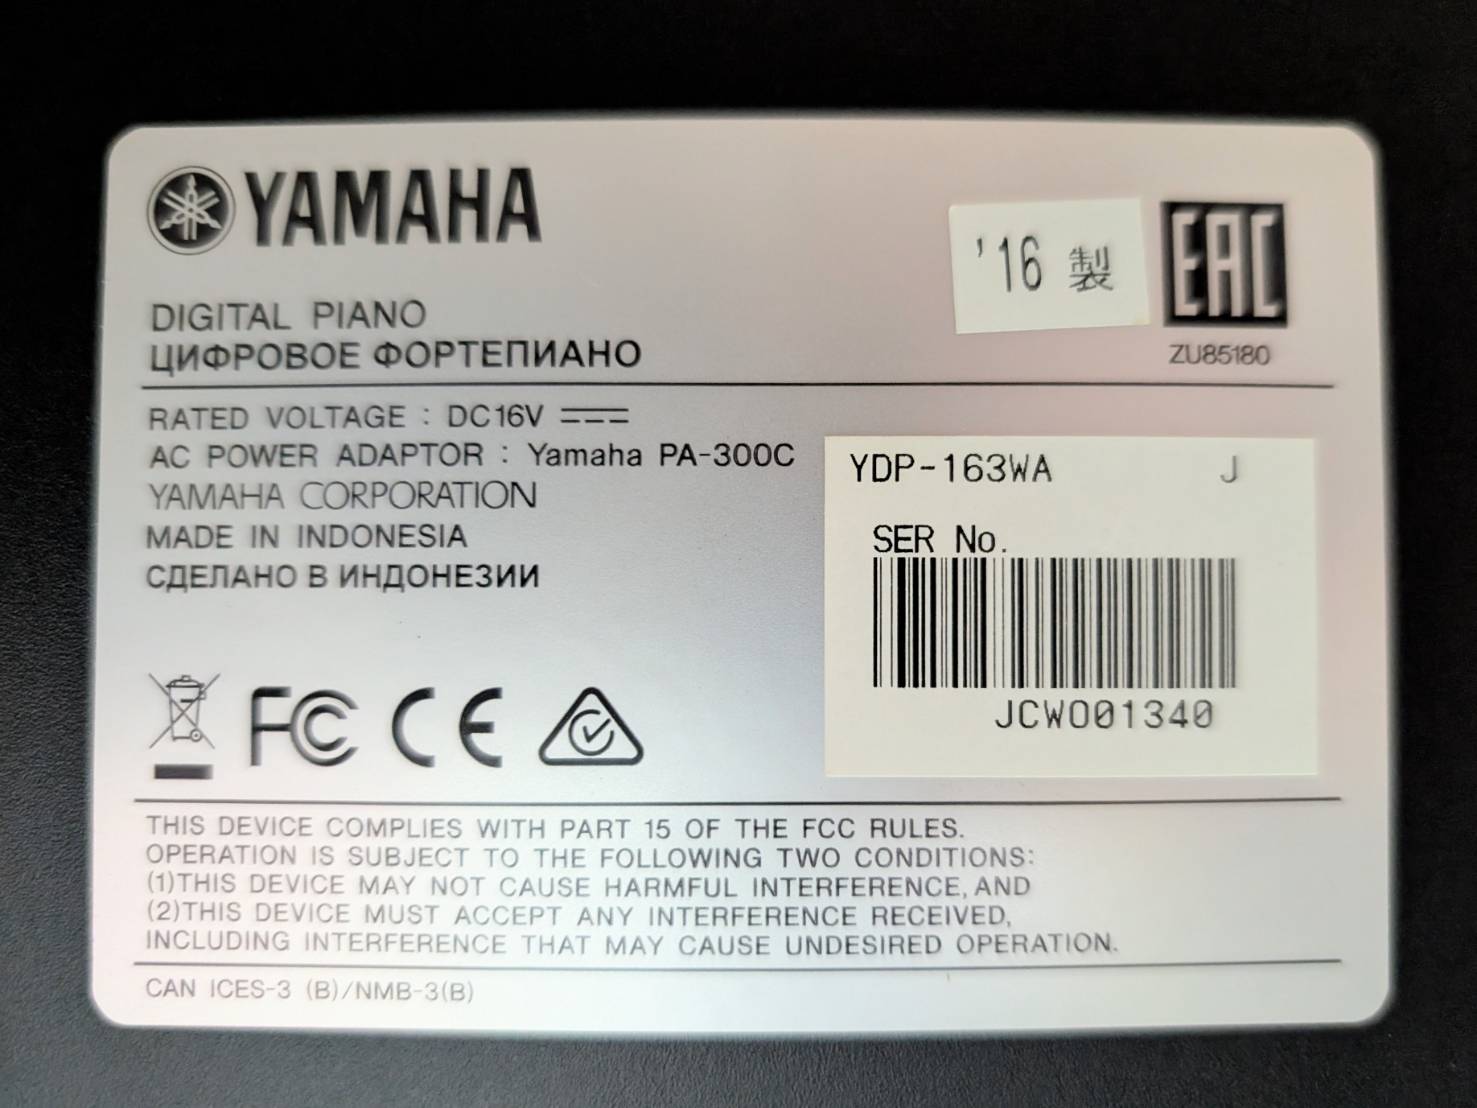 YAMAHA
'16 製
EAC
DIGITAL PIANO
ЦИФРОВОЕ ФОРТЕПИАНО
ZU85180
RATED VOLTAGE : DC16V
AC POWER ADAPTOR : Yamaha PA-300C
YAMAHA CORPORATION
MADE IN INDONESIA
СДЕЛАНО В ИНДОНЕЗИИ
YDP-163WA J
SER No.
JCWO01340
FC CE
THIS DEVICE COMPLIES WITH PART 15 OF THE FCC RULES.
OPERATION IS SUBJECT TO THE FOLLOWING TWO CONDITIONS:
(1)THIS DEVICE MAY NOT CAUSE HARMFUL INTERFERENCE, AND
(2)THIS DEVICE MUST ACCEPT ANY INTERFERENCE RECEIVED,
INCLUDING INTERFERENCE THAT MAY CAUSE UNDESIRED OPERATION.
CAN ICES-3 (B)/NMB-3(B)